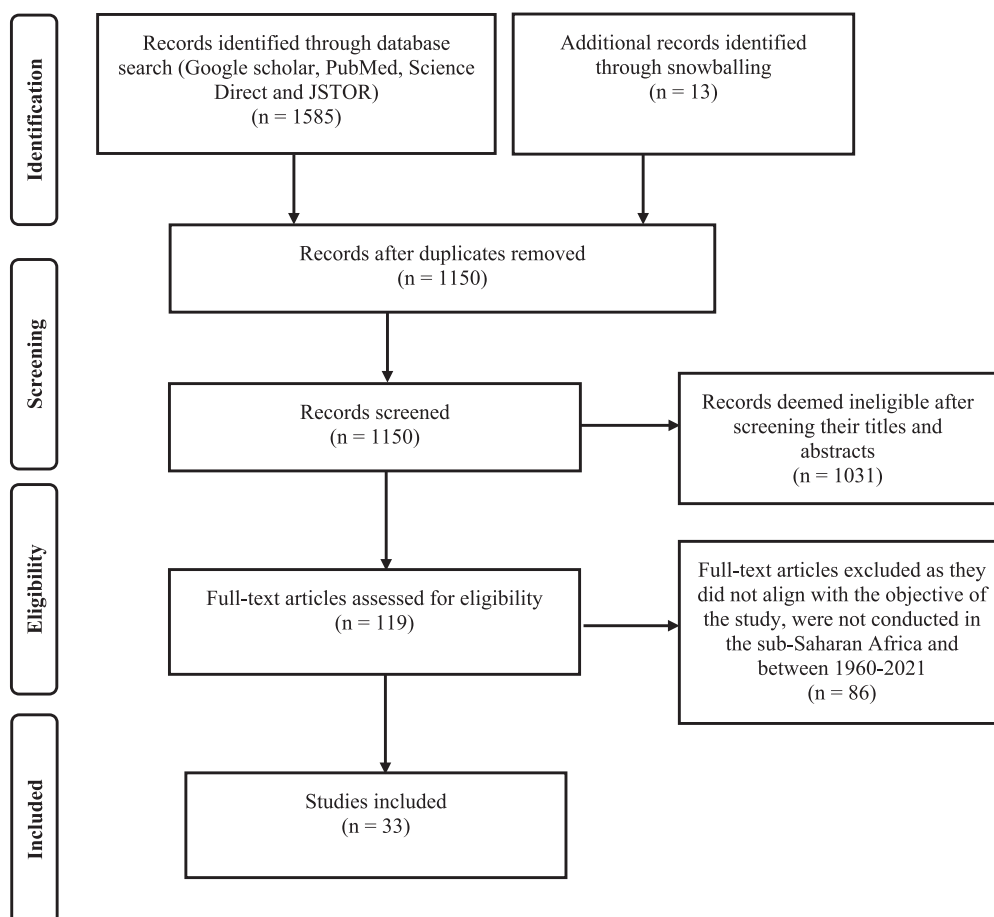 Identification
Records identified through database
search (Google scholar, PubMed, Science
Direct and JSTOR)
(n = 1585)
Additional records identified
through snowballing
(n = 13)
Records after duplicates removed
(n = 1150)
Screening
Records screened
(n = 1150)
Records deemed ineligible after
screening their titles and
abstracts
(n = 1031)
Eligibility
Full-text articles assessed for eligibility
(n = 119)
Full-text articles excluded as they
did not align with the objective of
the study, were not conducted in
the sub-Saharan Africa and
between 1960-2021
(n = 86)
Included
Studies included
(n = 33)